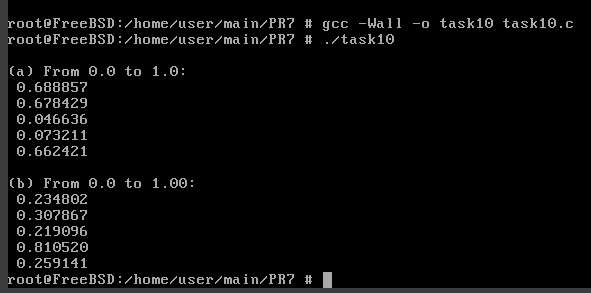 root@FreeBSD:/home/user/main/PR7 # gcc -Wall -o task10 task10.c
root@FreeBSD:/home/user/main/PR7 # ./task10
(a) From 0.0 to 1.0:
0.688857
0.678429
0.046636
0.073211
0.662421
(b) From 0.0 to 1.00:
0.234802
0.307867
0.219096
0.810520
0.259141
root@FreeBSD:/home/user/main/PR7 #